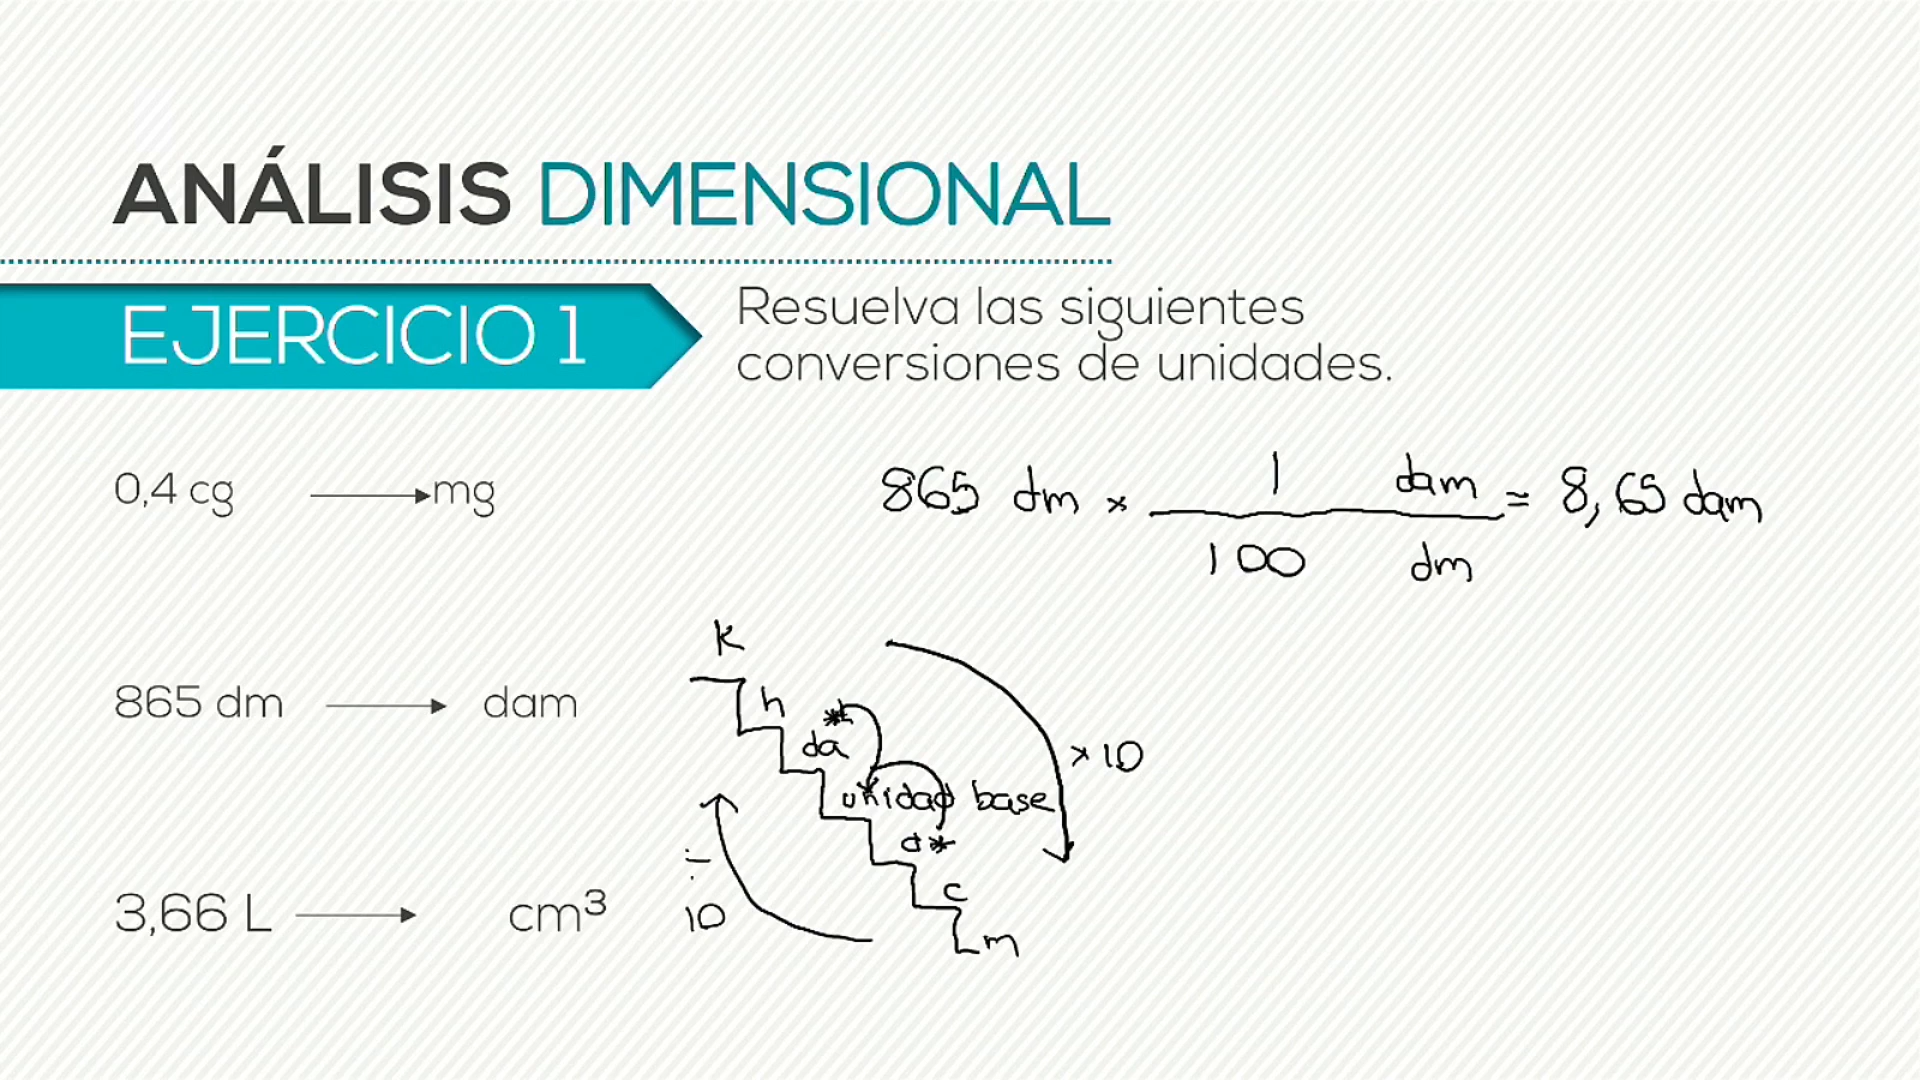 ANÁLISIS DIMENSIONAL
EJERCICIO 1
Resuelva las siguientes
conversiones de unidades.
0,4 cg → mg
865 dm × 1 dam = 8,65 dam
100 dm
865 dm → dam
3,66 L → cm³
k
h
da
unidad base
d
c
m
× 10
÷
10